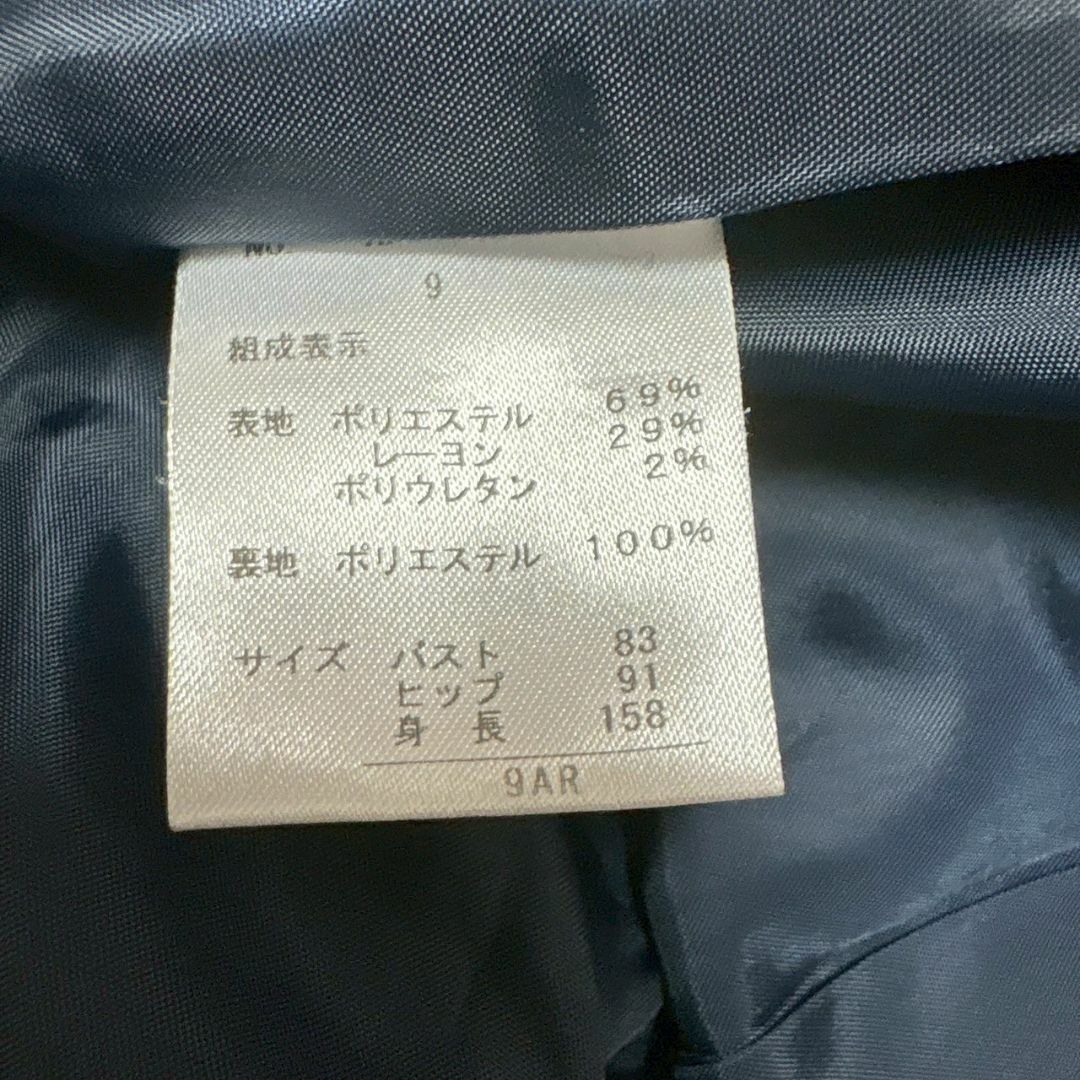 9
組成表示
表地 ポリエステル 69%
レーヨン 29%
ポリウレタン 2%
裏地 ポリエステル 100%
サイズ バスト 83
ヒップ 91
身長 158
9AR